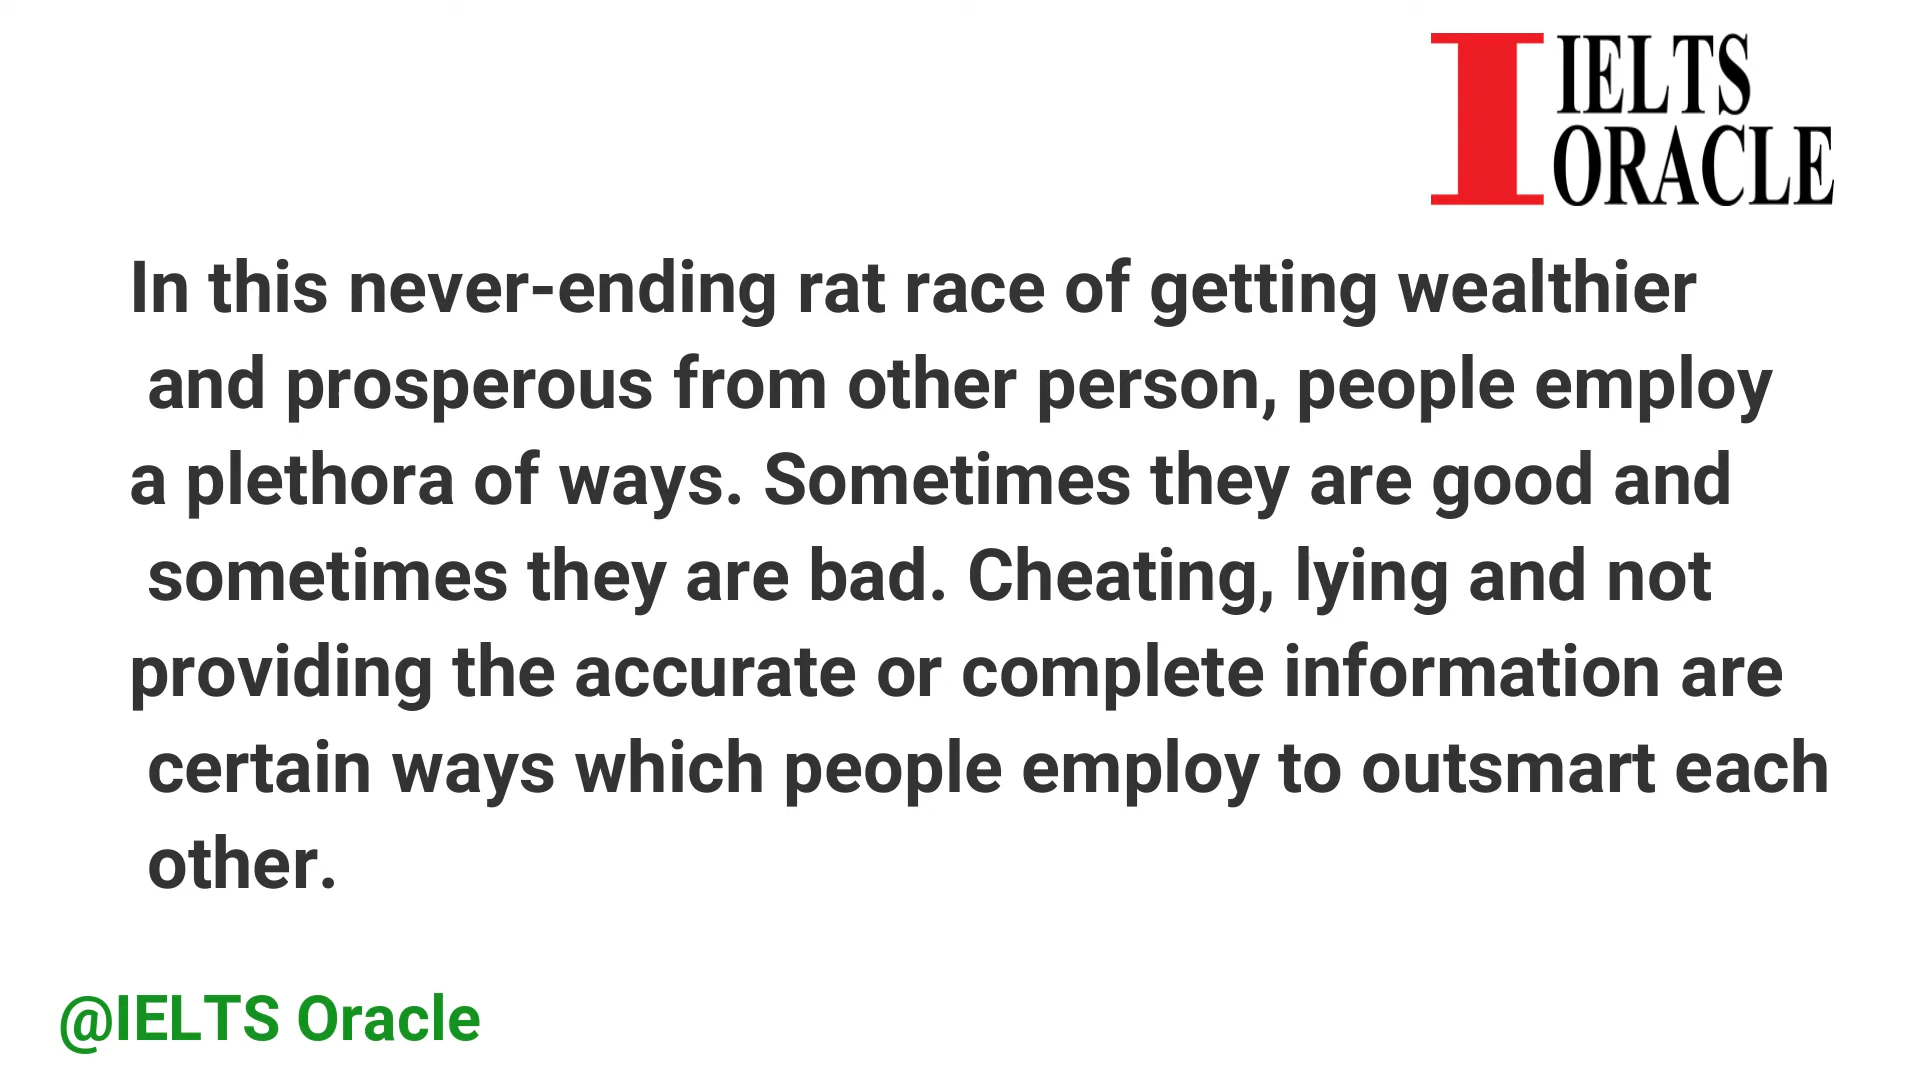 IELTS
ORACLE
In this never-ending rat race of getting wealthier
and prosperous from other person, people employ
a plethora of ways. Sometimes they are good and
sometimes they are bad. Cheating, lying and not
providing the accurate or complete information are
certain ways which people employ to outsmart each
other.
@IELTS Oracle